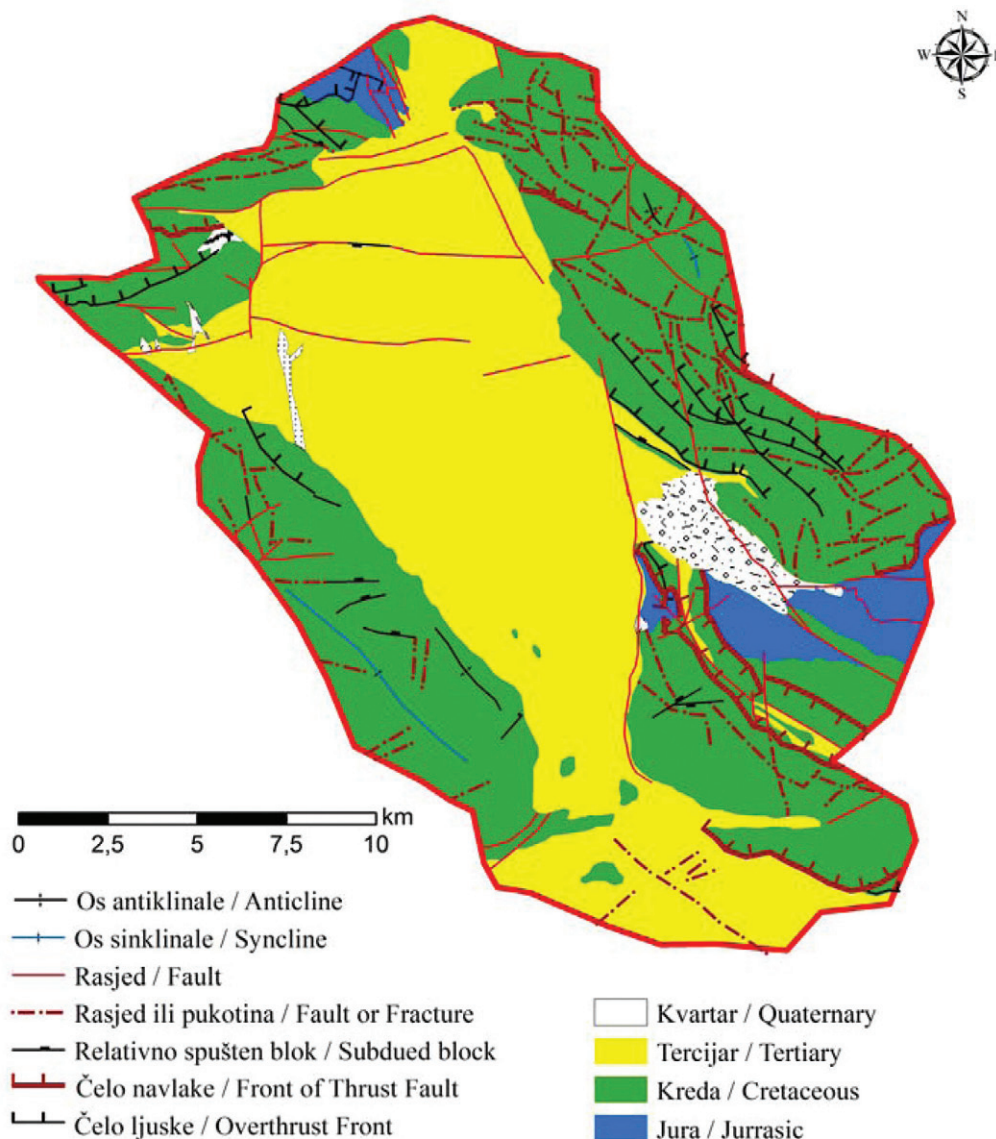 N
W E
S
km
0 2,5 5 7,5 10
Os antiklinale / Anticline
Os sinklinale / Syncline
Rasjed / Fault
Rasjed ili pukotina / Fault or Fracture
Relativno spušten blok / Subdued block
Čelo navlake / Front of Thrust Fault
Čelo ljuske / Overthrust Front
Kvartar / Quaternary
Tercijar / Tertiary
Kreda / Cretaceous
Jura / Jurrasic